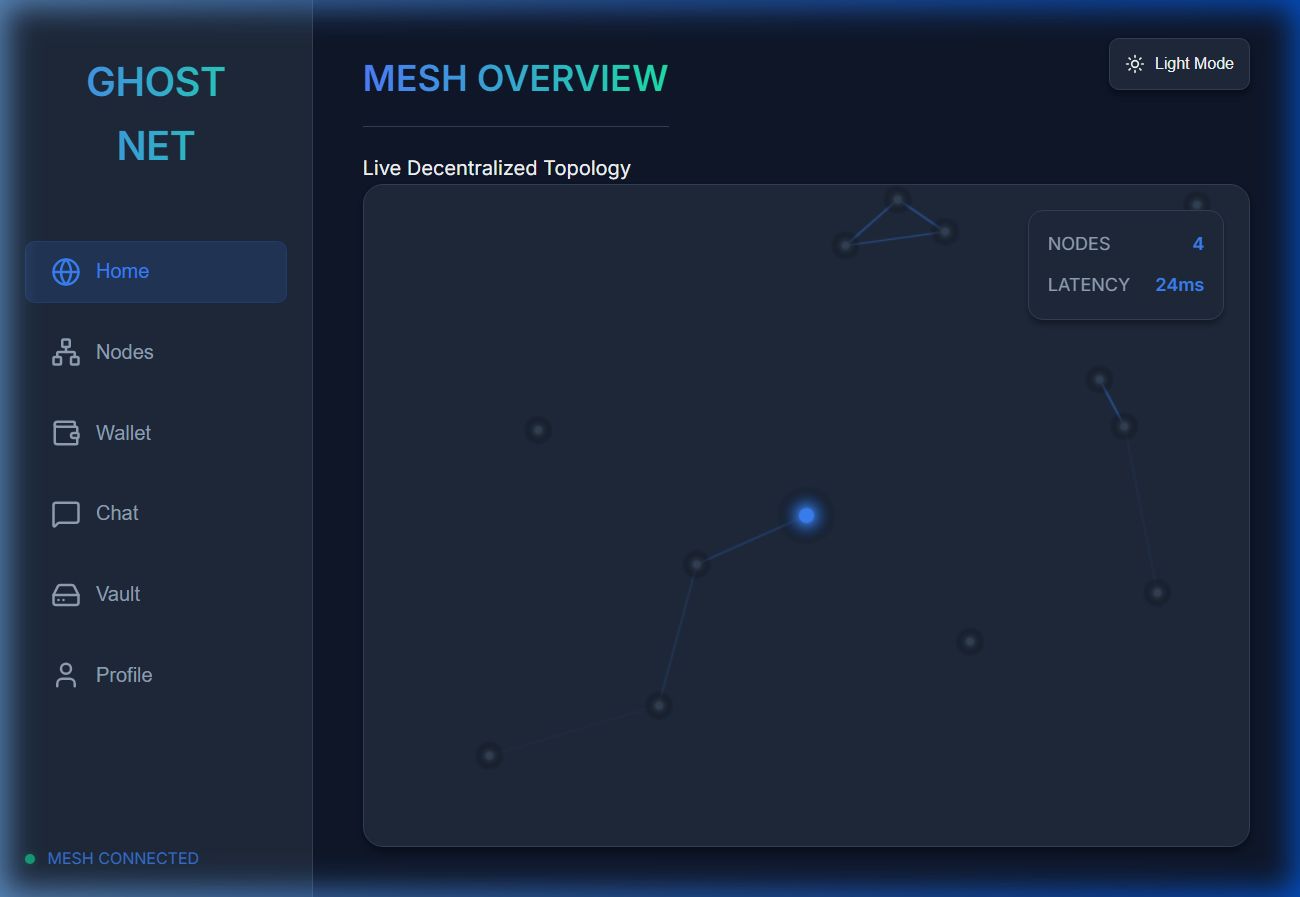 GHOST
NET
Home
Nodes
Wallet
Chat
Vault
Profile
MESH CONNECTED
MESH OVERVIEW
Light Mode
Live Decentralized Topology
NODES 4
LATENCY 24ms